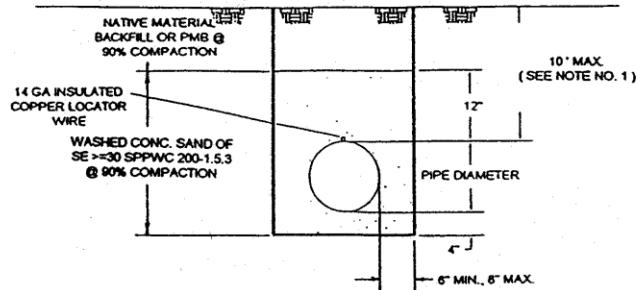 NATIVE MATERIAL
BACKFILL OR PMB @
90% COMPACTION
10' MAX.
( SEE NOTE NO. 1 )
14 GA INSULATED
COPPER LOCATOR
WIRE
12"
WASHED CONC. SAND OF
SE >=30 SPPWC 200-1.5.3
@ 90% COMPACTION
PIPE DIAMETER
4"
6" MIN., 8" MAX.